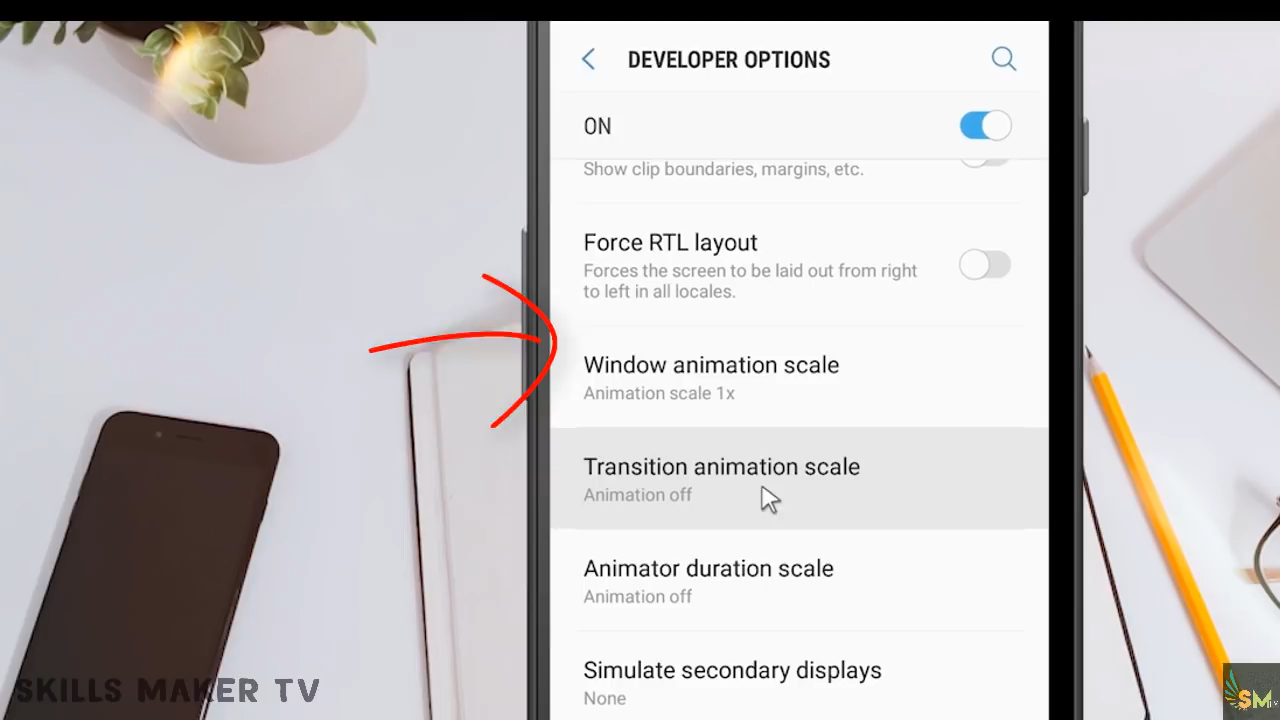 DEVELOPER OPTIONS
ON
Show clip boundaries, margins, etc.
Force RTL layout
Forces the screen to be laid out from right
to left in all locales.
Window animation scale
Animation scale 1x
Transition animation scale
Animation off
Animator duration scale
Animation off
Simulate secondary displays
None
SKILLS MAKER TV
SM